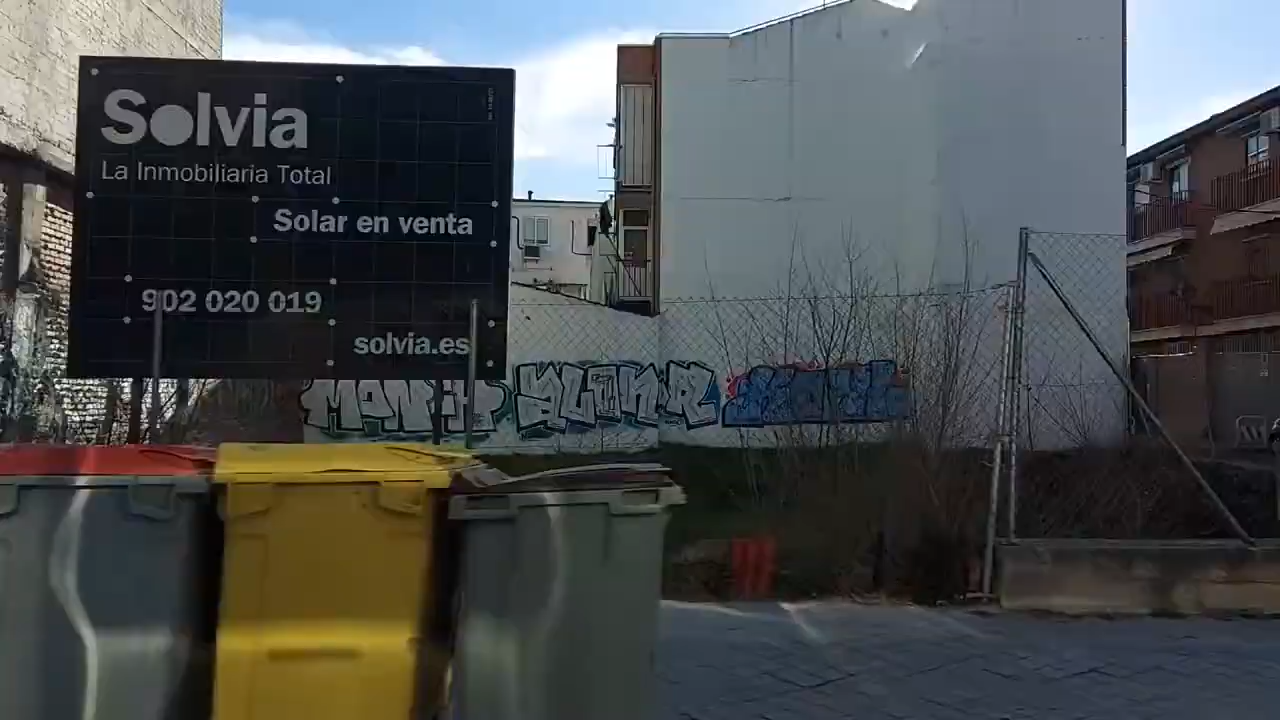 Solvia
La Inmobiliaria Total
Solar en venta
902 020 019
solvia.es